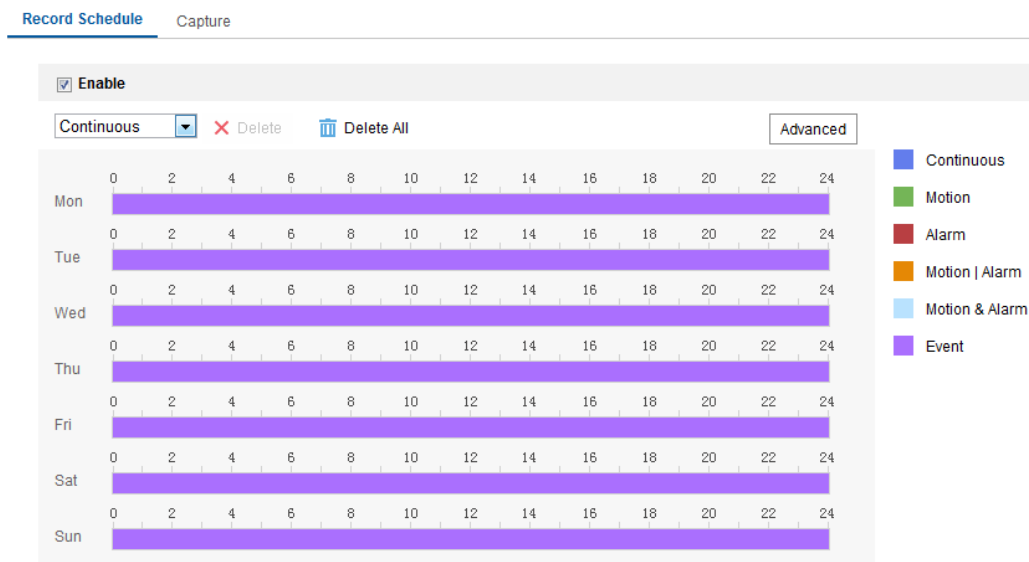 Record Schedule Capture
Enable
Continuous Delete Delete All Advanced
0 2 4 6 8 10 12 14 16 18 20 22 24
Mon
0 2 4 6 8 10 12 14 16 18 20 22 24
Tue
0 2 4 6 8 10 12 14 16 18 20 22 24
Wed
0 2 4 6 8 10 12 14 16 18 20 22 24
Thu
0 2 4 6 8 10 12 14 16 18 20 22 24
Fri
0 2 4 6 8 10 12 14 16 18 20 22 24
Sat
0 2 4 6 8 10 12 14 16 18 20 22 24
Sun
Continuous
Motion
Alarm
Motion | Alarm
Motion & Alarm
Event